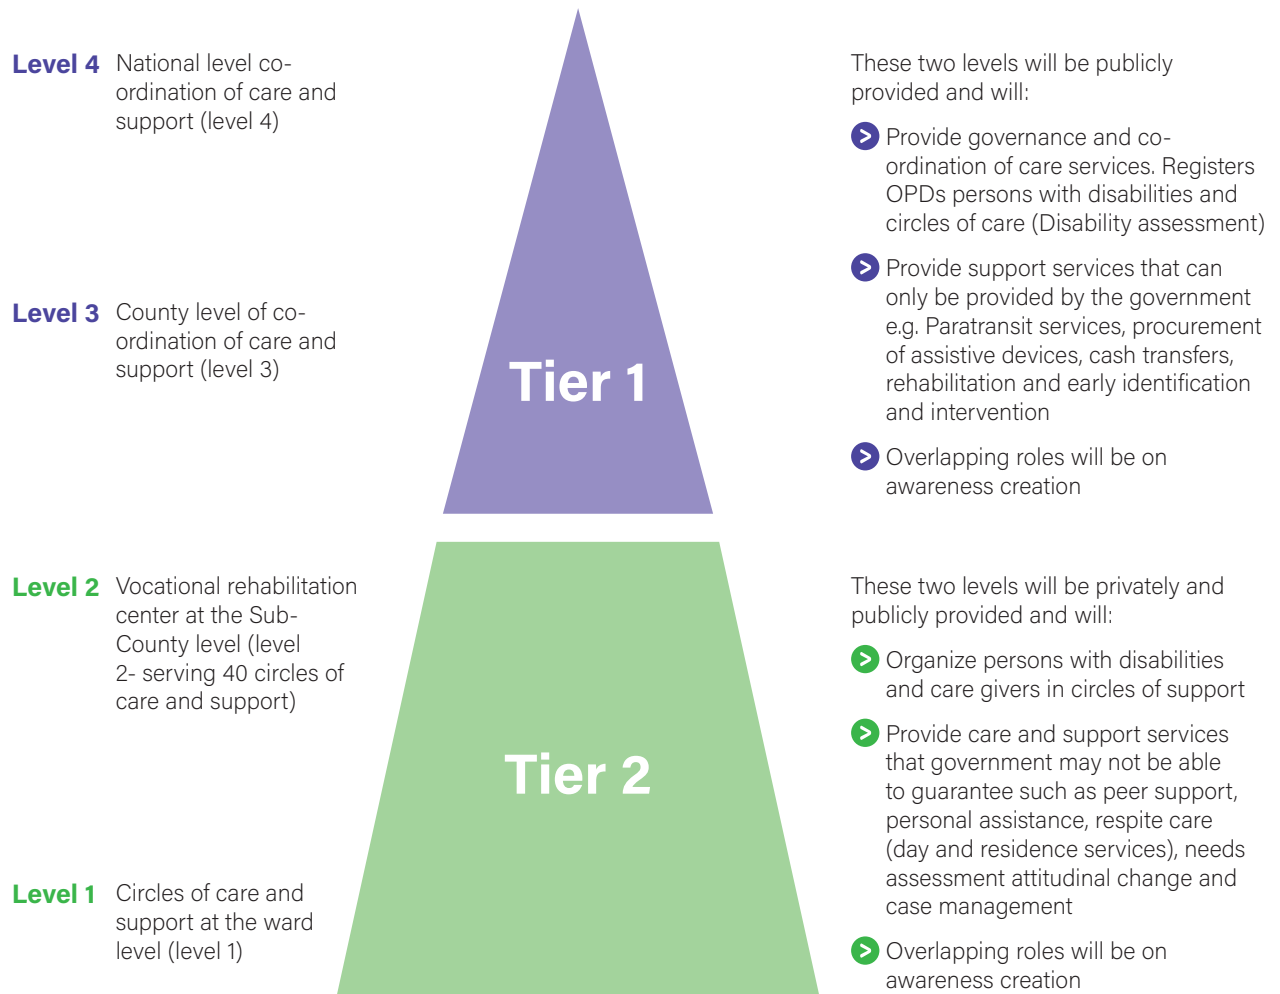 Level 4
National level co-
ordination of care and
support (level 4)
Level 3
County level of co-
ordination of care and
support (level 3)
Tier 1
These two levels will be publicly
provided and will:
Provide governance and co-
ordination of care services. Registers
OPDs persons with disabilities and
circles of care (Disability assessment)
Provide support services that can
only be provided by the government
e.g. Paratransit services, procurement
of assistive devices, cash transfers,
rehabilitation and early identification
and intervention
Overlapping roles will be on
awareness creation
Level 2
Vocational rehabilitation
center at the Sub-
County level (level
2- serving 40 circles of
care and support)
Level 1
Circles of care and
support at the ward
level (level 1)
Tier 2
These two levels will be privately and
publicly provided and will:
Organize persons with disabilities
and care givers in circles of support
Provide care and support services
that government may not be able
to guarantee such as peer support,
personal assistance, respite care
(day and residence services), needs
assessment attitudinal change and
case management
Overlapping roles will be on
awareness creation